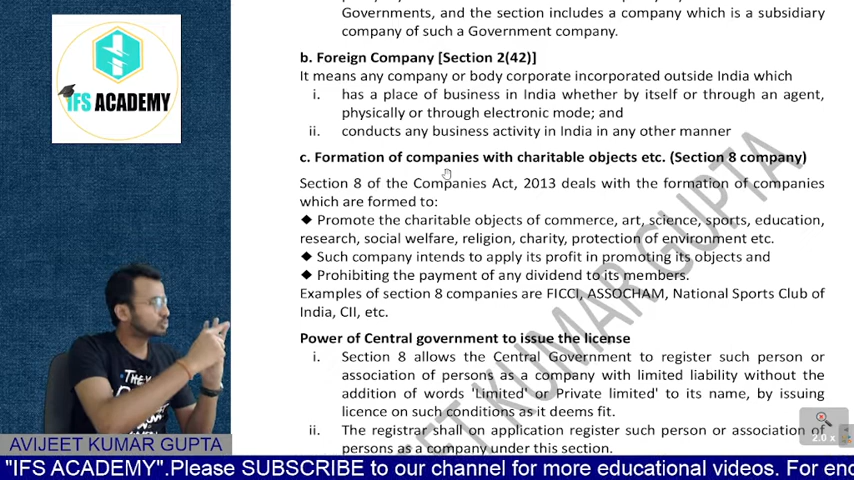 Governments, and the section includes a company which is a subsidiary
company of such a Government company.
b. Foreign Company [Section 2(42)]
It means any company or body corporate incorporated outside India which
i. has a place of business in India whether by itself or through an agent,
physically or through electronic mode; and
ii. conducts any business activity in India in any other manner
c. Formation of companies with charitable objects etc. (Section 8 company)
Section 8 of the Companies Act, 2013 deals with the formation of companies
which are formed to:
◆ Promote the charitable objects of commerce, art, science, sports, education,
research, social welfare, religion, charity, protection of environment etc.
◆ Such company intends to apply its profit in promoting its objects and
◆ Prohibiting the payment of any dividend to its members.
Examples of section 8 companies are FICCI, ASSOCHAM, National Sports Club of
India, CII, etc.
Power of Central government to issue the license
i. Section 8 allows the Central Government to register such person or
association of persons as a company with limited liability without the
addition of words 'Limited' or Private limited' to its name, by issuing
licence on such conditions as it deems fit.
ii. The registrar shall on application register such person or association of
persons as a company under this section.
IFS ACADEMY
THEY
2.0 x
ET KUMAR GUPTA
AVIJEET KUMAR GUPTA
"IFS ACADEMY".Please SUBSCRIBE to our channel for more educational videos. For enc